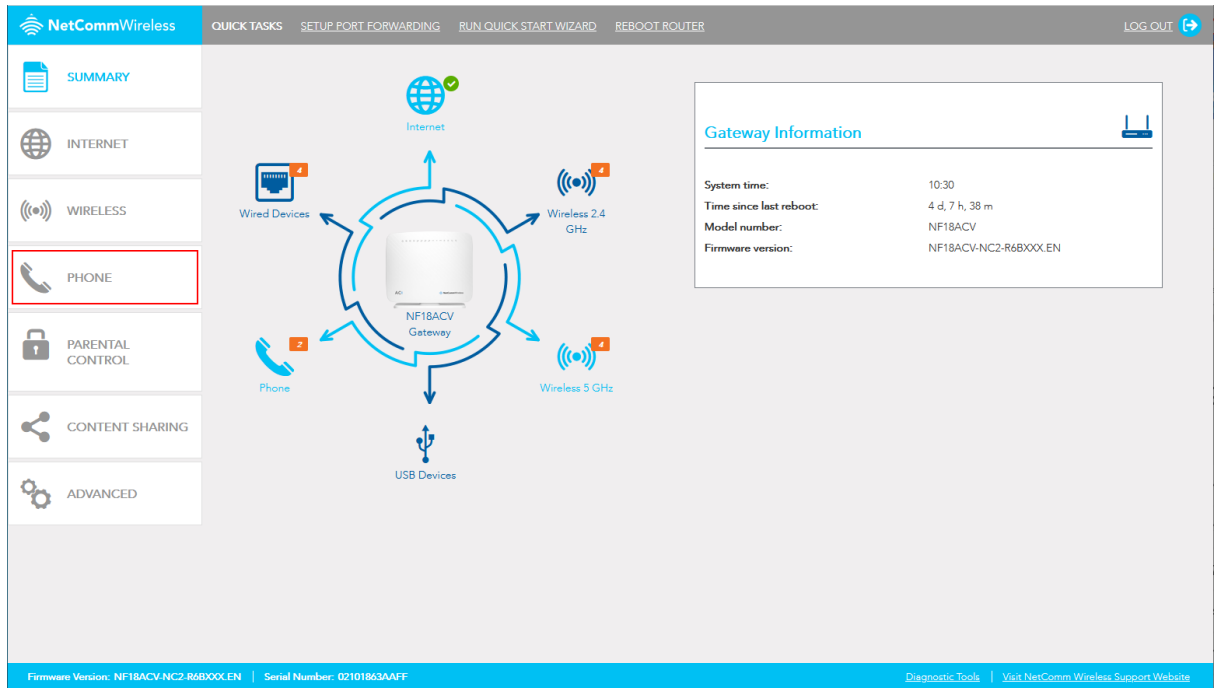 NetCommWireless
QUICK TASKS SETUP PORT FORWARDING RUN QUICK START WIZARD REBOOT ROUTER
LOG OUT
SUMMARY
INTERNET
WIRELESS
PHONE
PARENTAL
CONTROL
CONTENT SHARING
ADVANCED
Internet
4
Wired Devices
4
Wireless 2.4
GHz
NF18ACV
Gateway
2
Phone
4
Wireless 5 GHz
USB Devices
Gateway Information
System time: 10:30
Time since last reboot: 4 d, 7 h, 38 m
Model number: NF18ACV
Firmware version: NF18ACV-NC2-R6BXXX.EN
Firmware Version: NF18ACV-NC2-R6BXXX.EN | Serial Number: 02101863AAFF
Diagnostic Tools | Visit NetComm Wireless Support Website